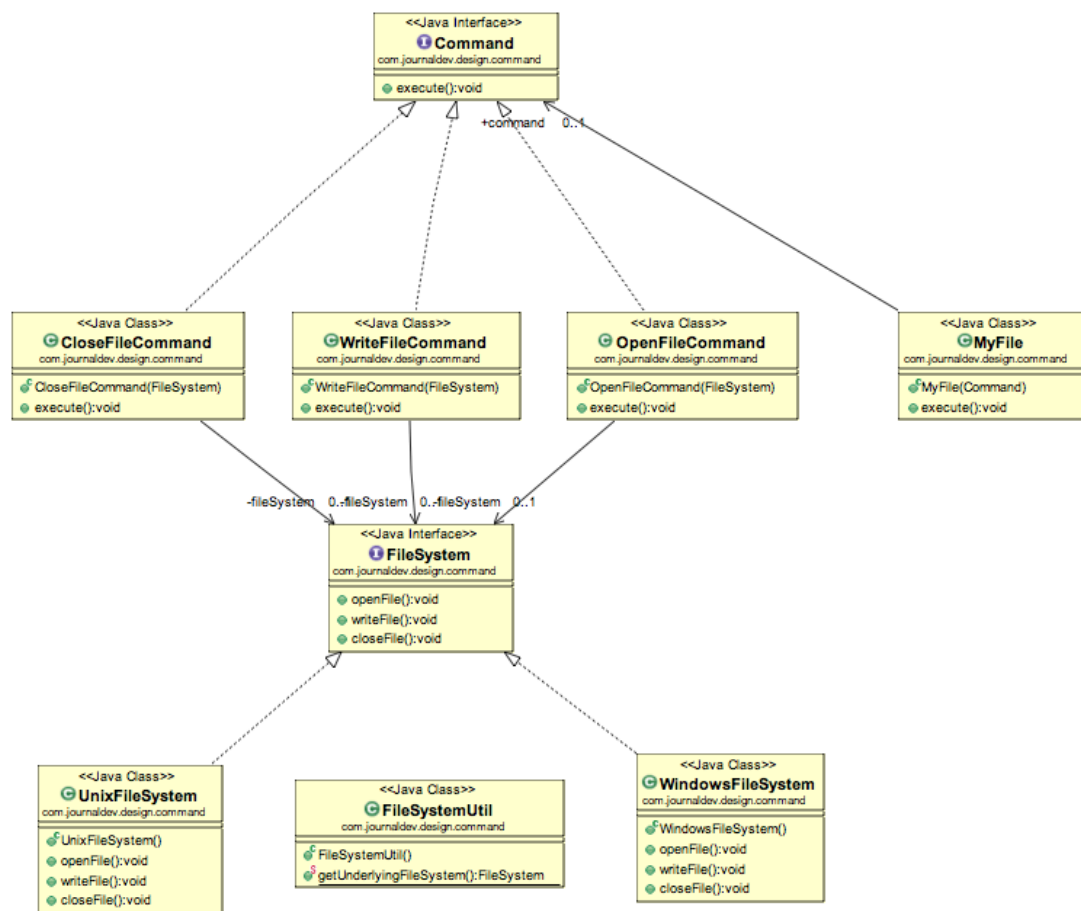 <<Java Interface>>
Command
com.journaldev.design.command
execute():void
+command 0..1
<<Java Class>>
CloseFileCommand
com.journaldev.design.command
CloseFileCommand(FileSystem)
execute():void
<<Java Class>>
WriteFileCommand
com.journaldev.design.command
WriteFileCommand(FileSystem)
execute():void
<<Java Class>>
OpenFileCommand
com.journaldev.design.command
OpenFileCommand(FileSystem)
execute():void
<<Java Class>>
MyFile
com.journaldev.design.command
MyFile(Command)
execute():void
-fileSystem 0..-fileSystem 0..-fileSystem 0..1
<<Java Interface>>
FileSystem
com.journaldev.design.command
openFile():void
writeFile():void
closeFile():void
<<Java Class>>
UnixFileSystem
com.journaldev.design.command
UnixFileSystem()
openFile():void
writeFile():void
closeFile():void
<<Java Class>>
FileSystemUtil
com.journaldev.design.command
FileSystemUtil()
getUnderlyingFileSystem():FileSystem
<<Java Class>>
WindowsFileSystem
com.journaldev.design.command
WindowsFileSystem()
openFile():void
writeFile():void
closeFile():void